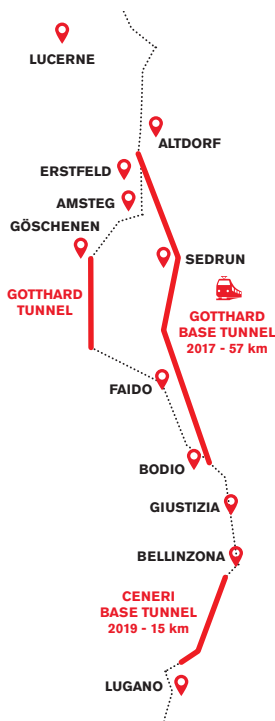 LUCERNE
ALTDORF
ERSTFELD
AMSTEG
GÖSCHENEN
SEDRUN
GOTTHARD
TUNNEL
GOTTHARD
BASE TUNNEL
2017 - 57 km
FAIDO
BODIO
GIUSTIZIA
BELLINZONA
CENERI
BASE TUNNEL
2019 - 15 km
LUGANO